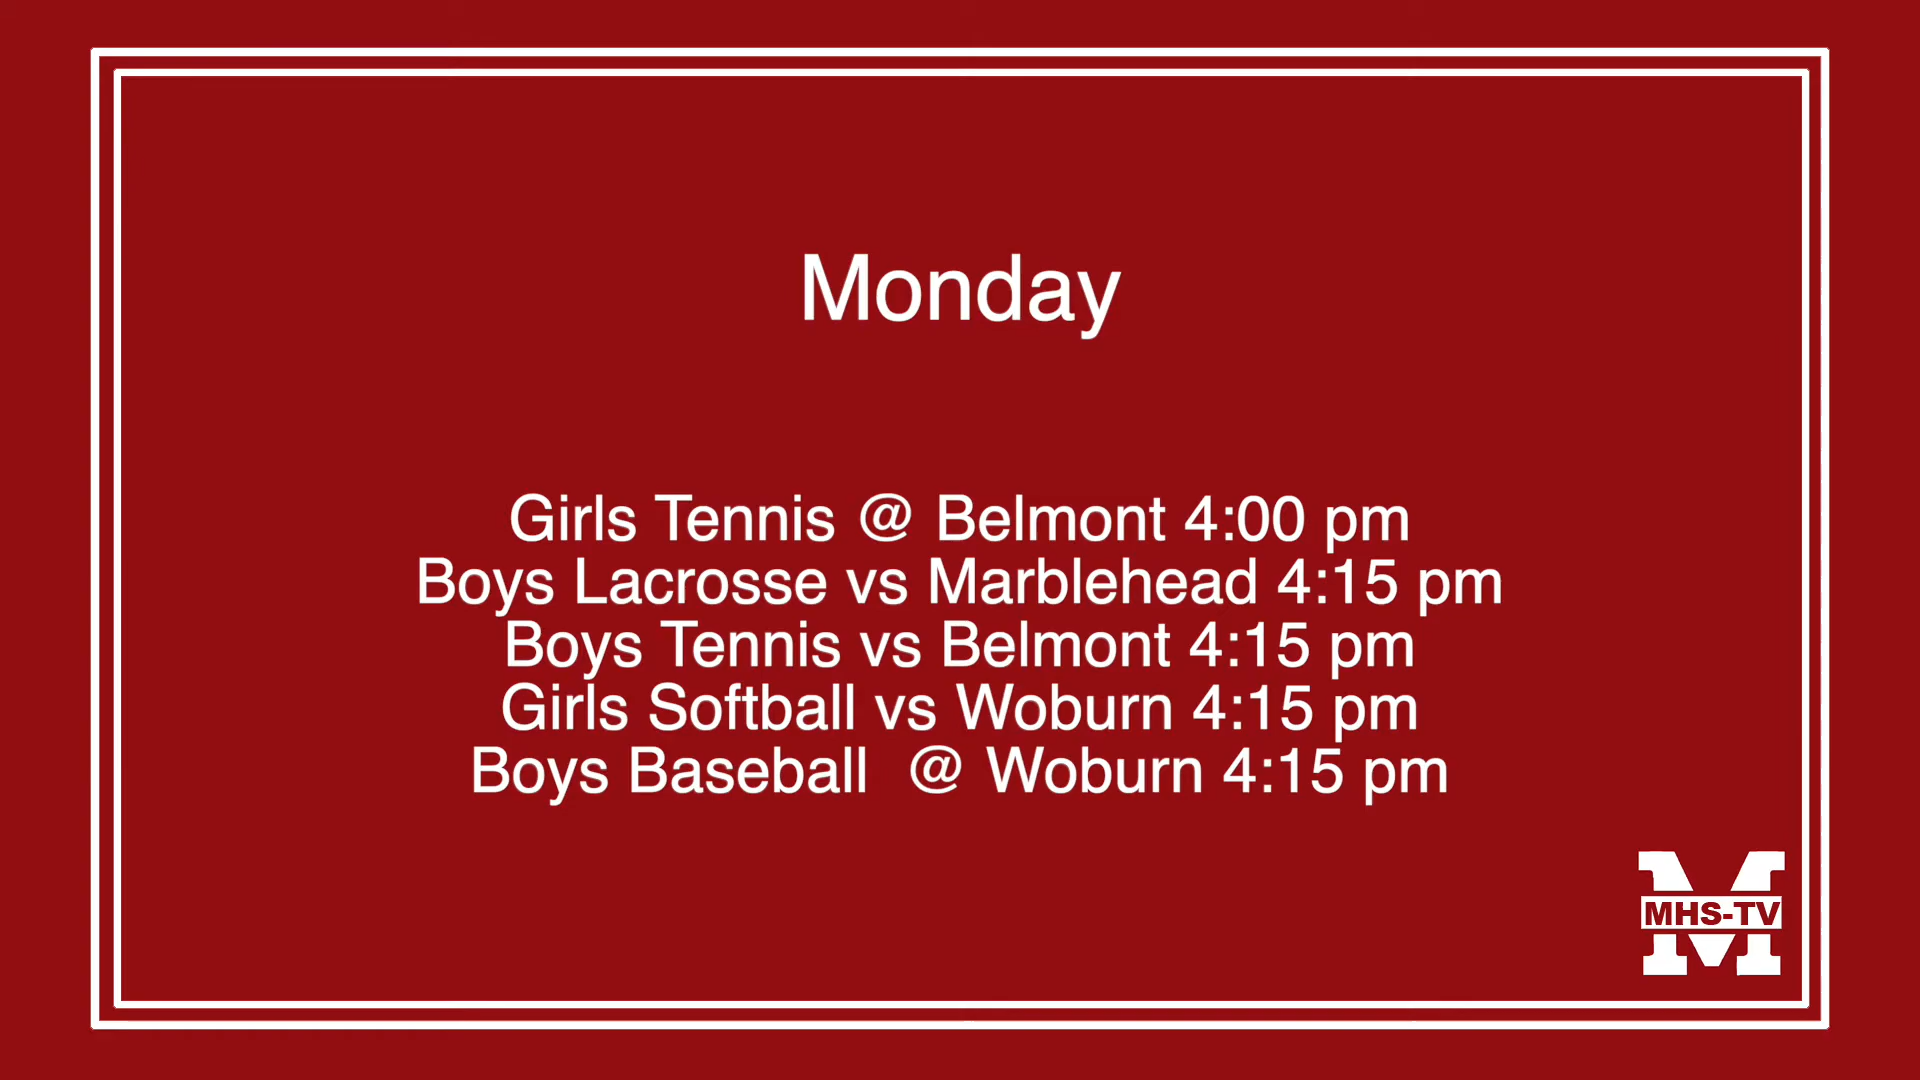 Monday
Girls Tennis @ Belmont 4:00 pm
Boys Lacrosse vs Marblehead 4:15 pm
Boys Tennis vs Belmont 4:15 pm
Girls Softball vs Woburn 4:15 pm
Boys Baseball  @ Woburn 4:15 pm
M
MHS-TV